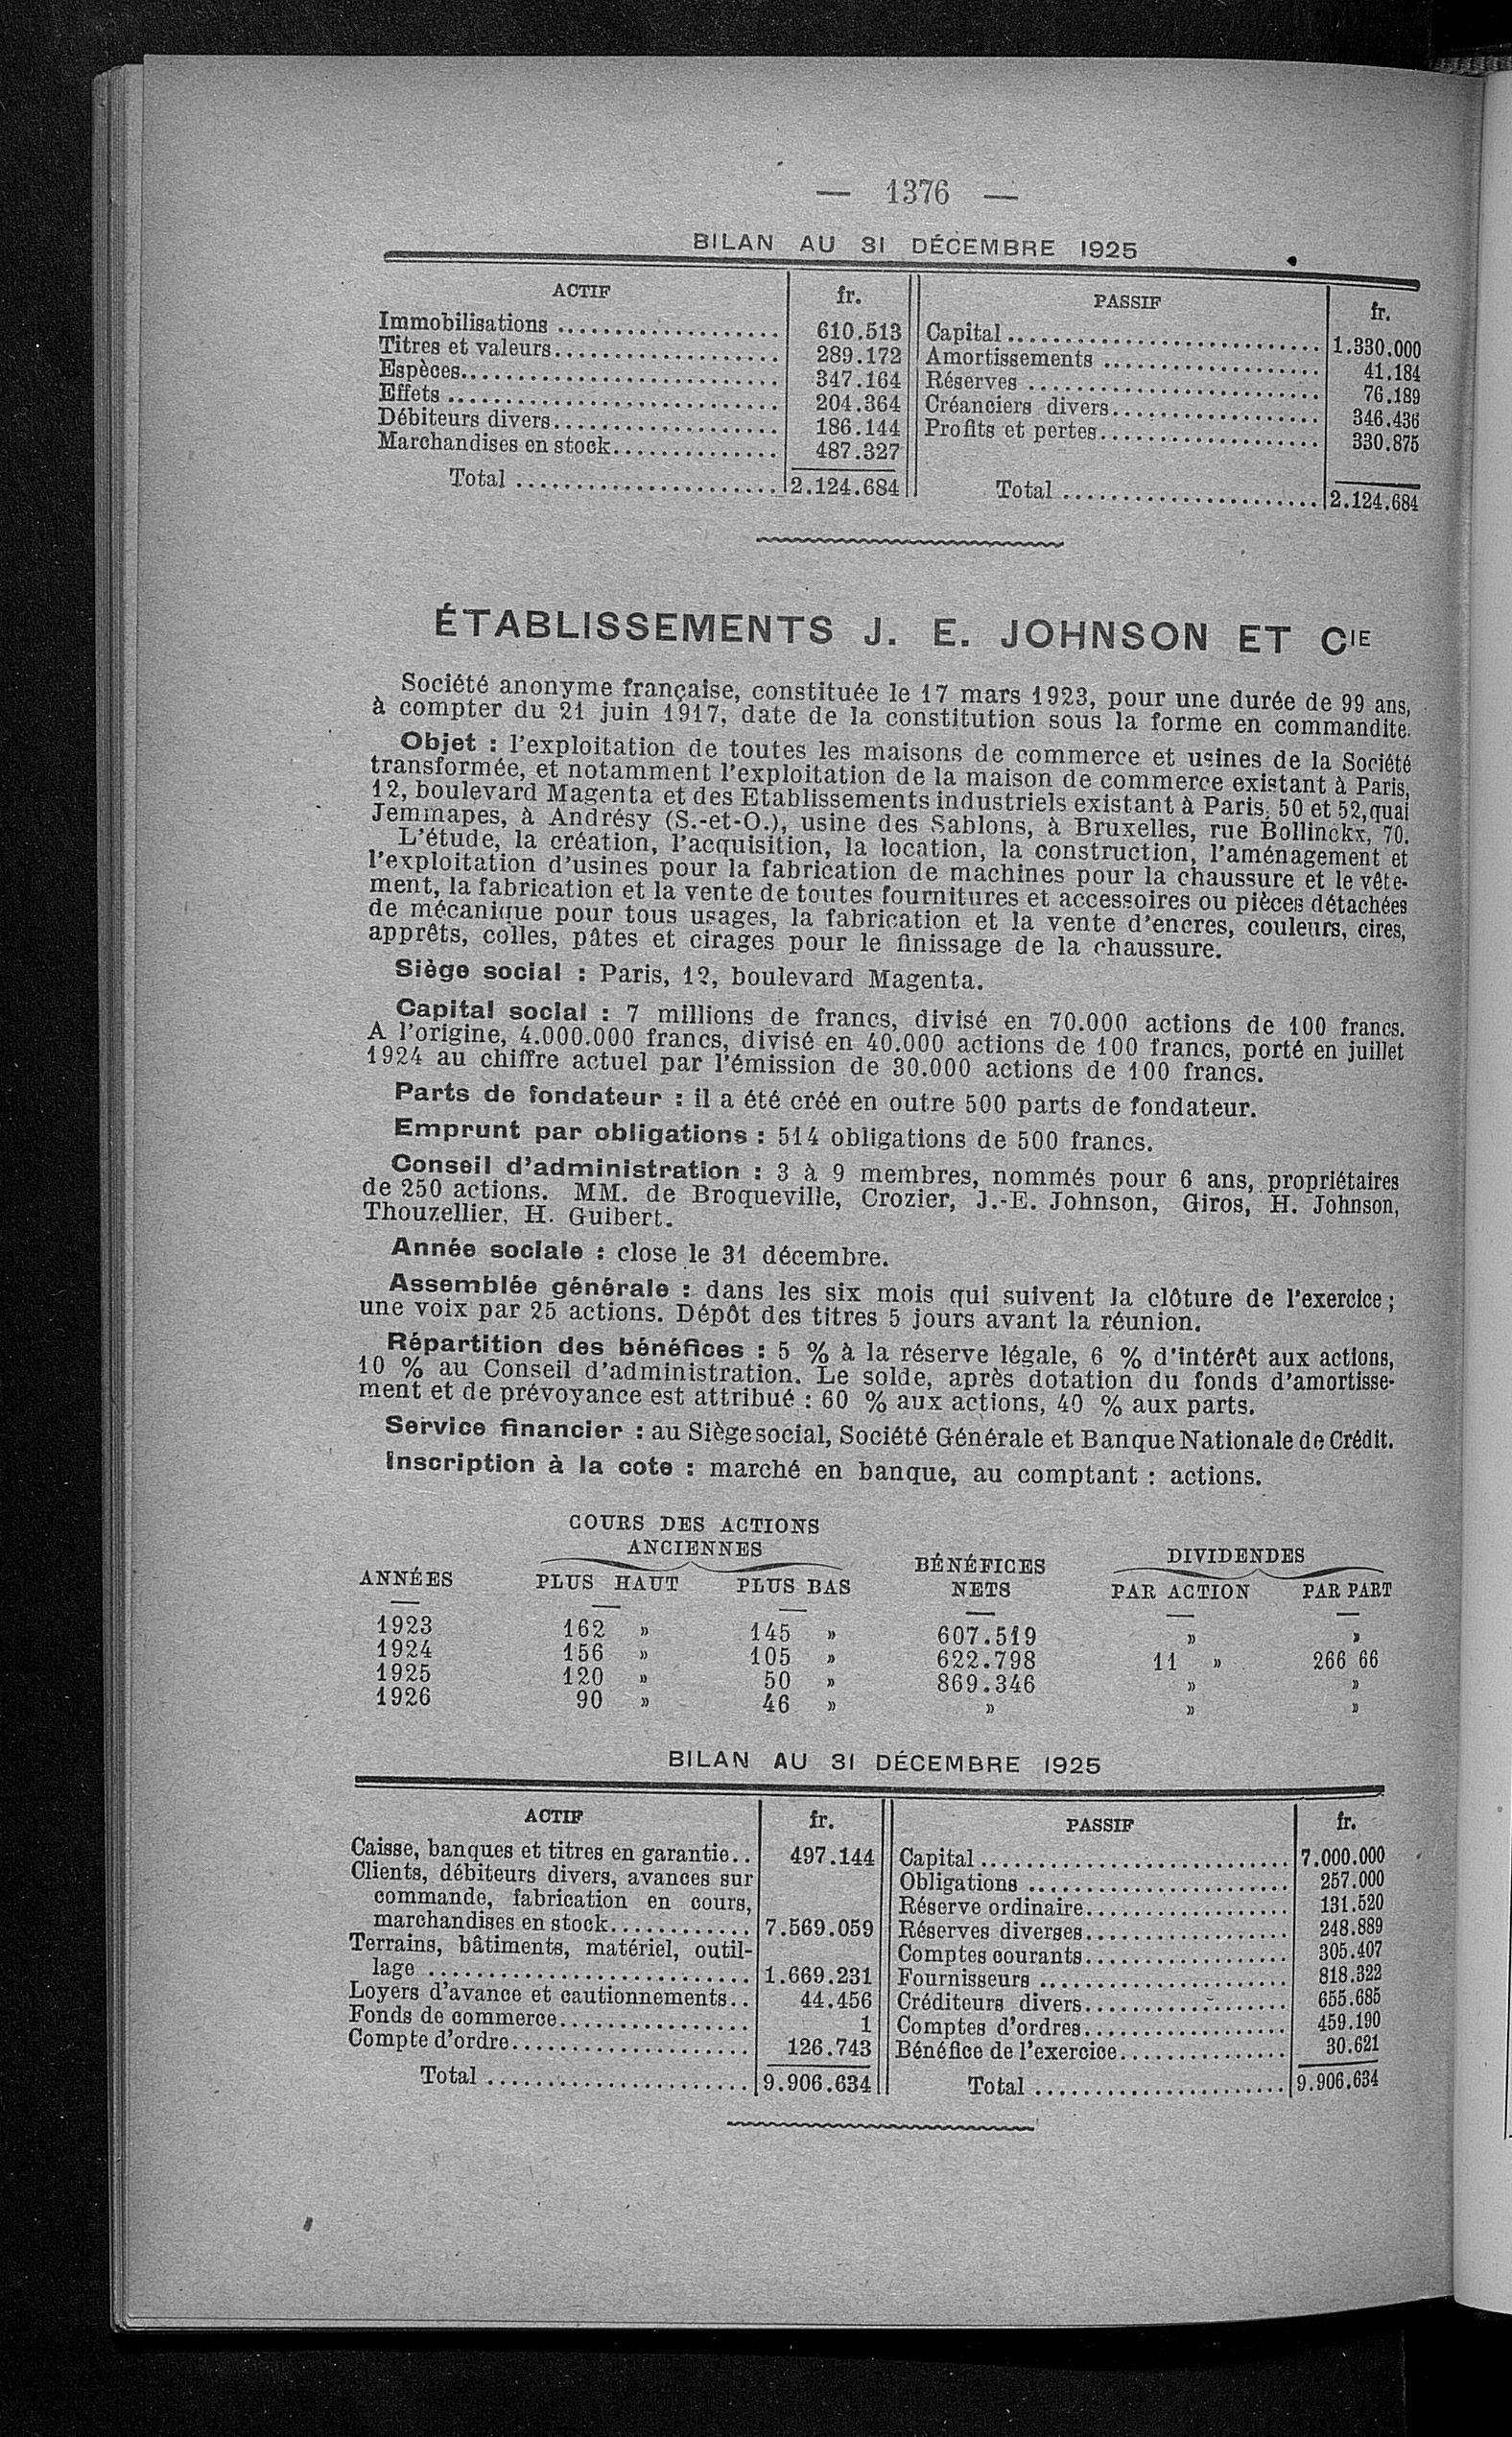 — 1376 —
BILAN AU 31 DÉCEMBRE 1925
ACTIF fr. PASSIF fr.
Immobilisations ................... 610.513 Capital ........................... 1.330.000
Titres et valeurs................... 289.172 Amortissements ................... 41.184
Espèces........................... 347.164 Réserves ......................... 76.189
Effets ............................ 204.364 Créanciers divers.................. 346.436
Débiteurs divers................... 186.144 Profits et pertes................... 330.875
Marchandises en stock.............. 487.327
Total ...................... 2.124.684 Total ...................... 2.124.684
ÉTABLISSEMENTS J. E. JOHNSON ET CIE
Société anonyme française, constituée le 17 mars 1923, pour une durée de 99 ans,
à compter du 21 juin 1917, date de la constitution sous la forme en commandite.
Objet : l'exploitation de toutes les maisons de commerce et usines de la Société
transformée, et notamment l'exploitation de la maison de commerce existant à Paris,
12, boulevard Magenta et des Etablissements industriels existant à Paris, 50 et 52, quai
Jemmapes, à Andrésy (S.-et-O.), usine des Sablons, à Bruxelles, rue Bollinckx, 70.
L'étude, la création, l'acquisition, la location, la construction, l'aménagement et
l'exploitation d'usines pour la fabrication de machines pour la chaussure et le vête-
ment, la fabrication et la vente de toutes fournitures et accessoires ou pièces détachées
de mécanique pour tous usages, la fabrication et la vente d'encres, couleurs, cires,
apprêts, colles, pâtes et cirages pour le finissage de la chaussure.
Siège social : Paris, 12, boulevard Magenta.
Capital social : 7 millions de francs, divisé en 70.000 actions de 100 francs.
A l'origine, 4.000.000 francs, divisé en 40.000 actions de 100 francs, porté en juillet
1924 au chiffre actuel par l'émission de 30.000 actions de 100 francs.
Parts de fondateur : il a été créé en outre 500 parts de fondateur.
Emprunt par obligations : 514 obligations de 500 francs.
Conseil d'administration : 3 à 9 membres, nommés pour 6 ans, propriétaires
de 250 actions. MM. de Broqueville, Crozier, J.-E. Johnson, Giros, H. Johnson,
Thouzellier, H. Guibert.
Année sociale : close le 31 décembre.
Assemblée générale : dans les six mois qui suivent la clôture de l'exercice ;
une voix par 25 actions. Dépôt des titres 5 jours avant la réunion.
Répartition des bénéfices : 5 % à la réserve légale, 6 % d'intérêt aux actions,
10 % au Conseil d'administration. Le solde, après dotation du fonds d'amortisse-
ment et de prévoyance est attribué : 60 % aux actions, 40 % aux parts.
Service financier : au Siège social, Société Générale et Banque Nationale de Crédit.
Inscription à la cote : marché en banque, au comptant : actions.
COURS DES ACTIONS
ANCIENNES BÉNÉFICES DIVIDENDES
ANNÉES PLUS HAUT PLUS BAS NETS PAR ACTION PAR PART
1923 162 » 145 » 607.519 » »
1924 156 » 105 » 622.798 11 » 266 66
1925 120 » 50 » 869.346 » »
1926 90 » 46 » » » »
BILAN AU 31 DÉCEMBRE 1925
ACTIF fr. PASSIF fr.
Caisse, banques et titres en garantie.. 497.144 Capital ........................... 7.000.000
Clients, débiteurs divers, avances sur Obligations ....................... 257.000
commande, fabrication en cours, Réserve ordinaire.................. 131.520
marchandises en stock............ 7.569.059 Réserves diverses.................. 248.889
Terrains, bâtiments, matériel, outil- Comptes courants.................. 305.407
lage ............................ 1.669.231 Fournisseurs ...................... 818.322
Loyers d'avance et cautionnements.. 44.456 Créditeurs divers.................. 655.685
Fonds de commerce................. 1 Comptes d'ordres.................. 459.190
Compte d'ordre..................... 126.743 Bénéfice de l'exercice............... 30.621
Total ....................... 9.906.634 Total ...................... 9.906.634